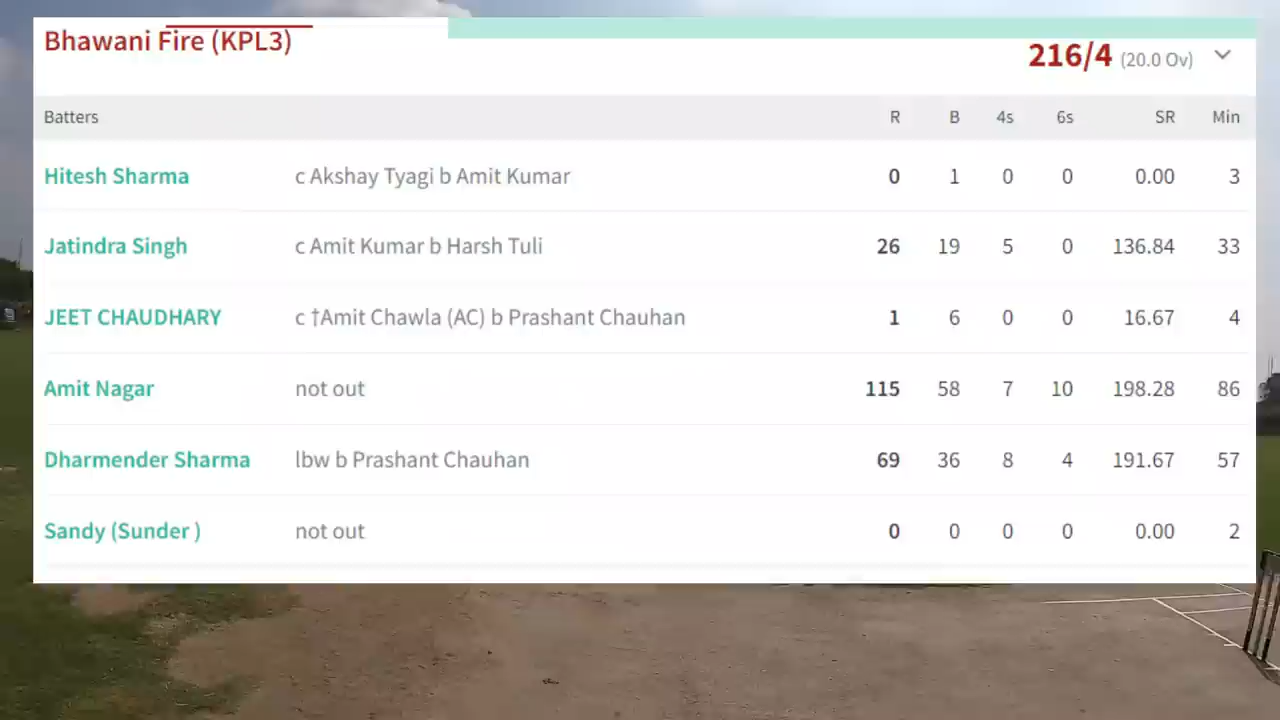 Bhawani Fire (KPL3)
216/4 (20.0 Ov)
Batters R B 4s 6s SR Min
Hitesh Sharma c Akshay Tyagi b Amit Kumar 0 1 0 0 0.00 3
Jatindra Singh c Amit Kumar b Harsh Tuli 26 19 5 0 136.84 33
JEET CHAUDHARY c †Amit Chawla (AC) b Prashant Chauhan 1 6 0 0 16.67 4
Amit Nagar not out 115 58 7 10 198.28 86
Dharmender Sharma lbw b Prashant Chauhan 69 36 8 4 191.67 57
Sandy (Sunder ) not out 0 0 0 0 0.00 2